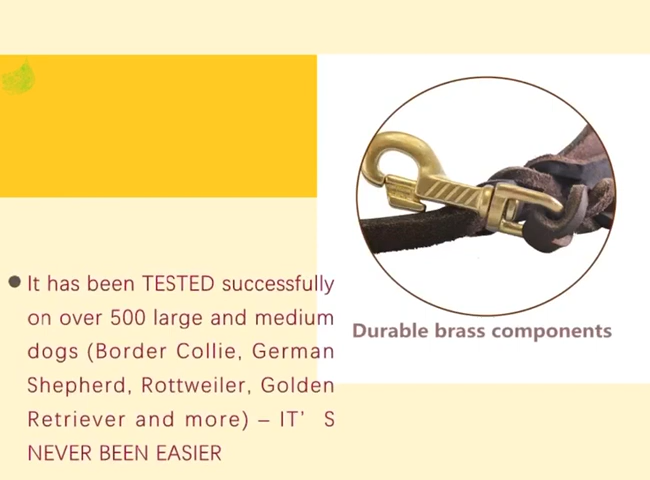 It has been TESTED successfully
on over 500 large and medium
dogs (Border Collie, German
Shepherd, Rottweiler, Golden
Retriever and more) – IT’ S
NEVER BEEN EASIER
Durable brass components